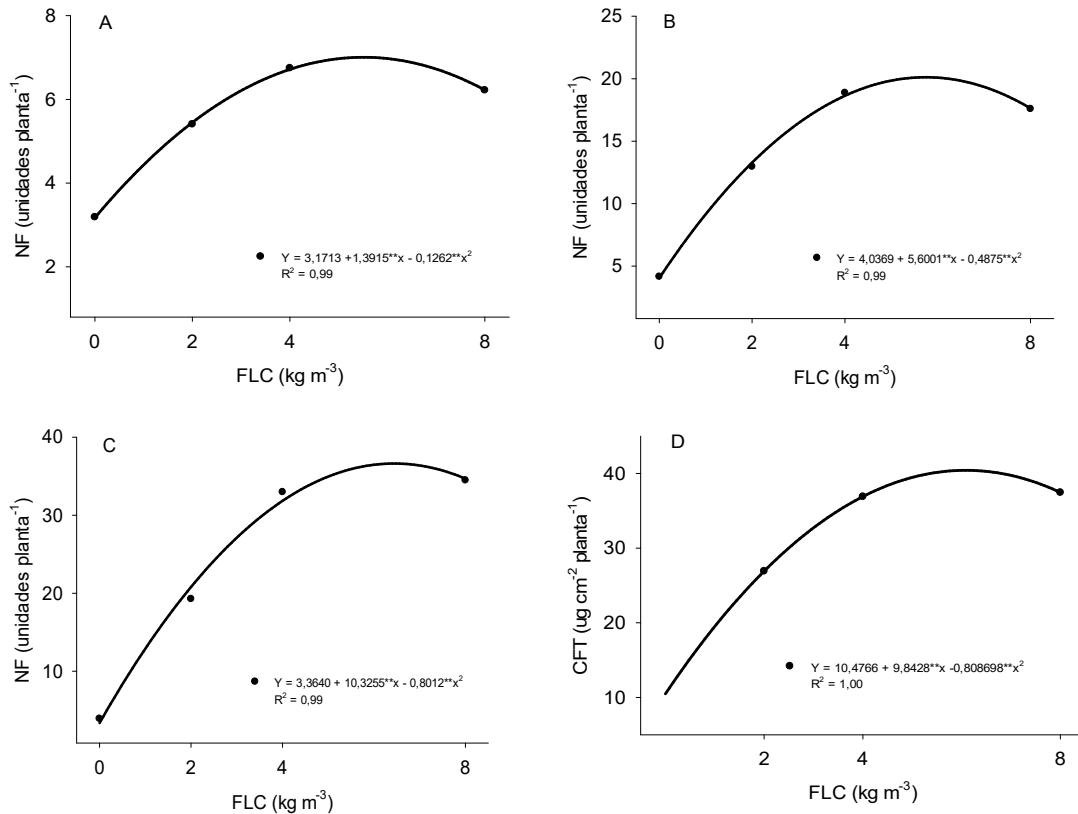 A
8
6
4
2
NF (unidades planta⁻¹)
Y = 3,1713 +1,3915**x - 0,1262**x²
R² = 0,99
0
2
4
8
FLC (kg m⁻³)
B
25
20
15
10
5
NF (unidades planta⁻¹)
Y = 4,0369 + 5,6001**x - 0,4875**x²
R² = 0,99
0
2
4
8
FLC (kg m⁻³)
C
40
30
20
10
NF (unidades planta⁻¹)
Y = 3,3640 + 10,3255**x - 0,8012**x²
R² = 0,99
0
2
4
8
FLC (kg m⁻³)
D
40
30
20
10
CFT (ug cm⁻² planta⁻¹)
Y = 10,4766 + 9,8428**x -0,808698**x²
R² = 1,00
2
4
8
FLC (kg m⁻³)